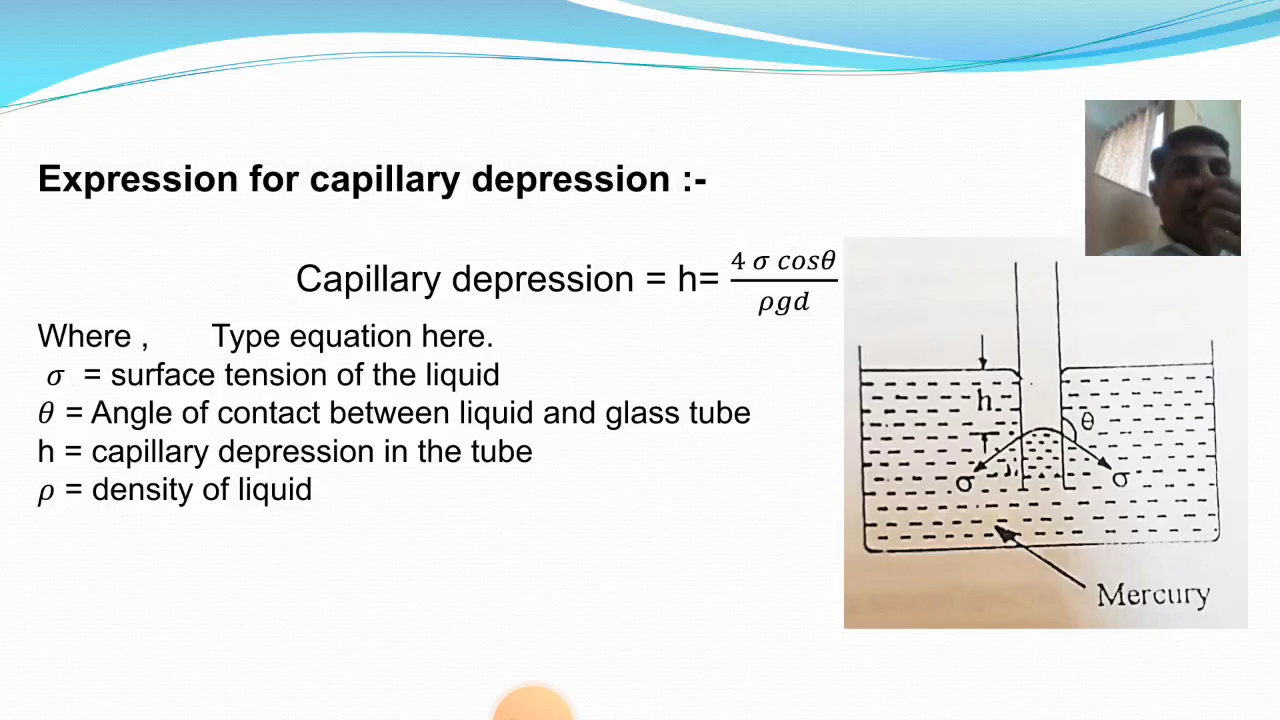 Expression for capillary depression :-
Capillary depression = h= 4 σ cosθ / ρgd
Where , Type equation here.
σ = surface tension of the liquid
θ = Angle of contact between liquid and glass tube
h = capillary depression in the tube
ρ = density of liquid
h
θ
σ
σ
Mercury